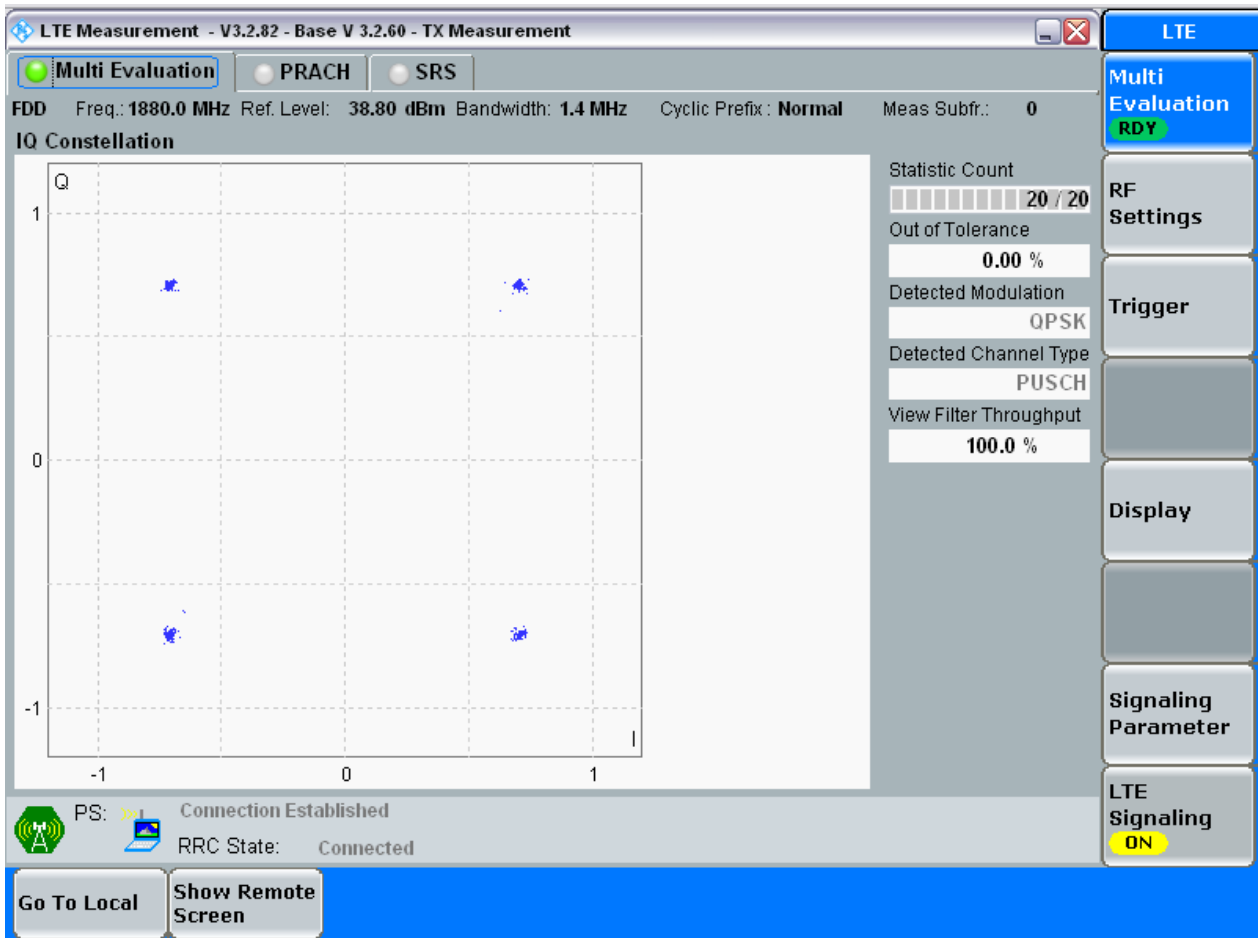 LTE Measurement - V3.2.82 - Base V 3.2.60 - TX Measurement
LTE
Multi Evaluation PRACH SRS
Multi
Evaluation
RDY
FDD Freq.: 1880.0 MHz Ref. Level: 38.80 dBm Bandwidth: 1.4 MHz Cyclic Prefix : Normal Meas Subfr.: 0
IQ Constellation
Q
1
0
-1
-1 0 1
I
Statistic Count
20 / 20
Out of Tolerance
0.00 %
Detected Modulation
QPSK
Detected Channel Type
PUSCH
View Filter Throughput
100.0 %
RF
Settings
Trigger
Display
Signaling
Parameter
LTE
Signaling
ON
PS: Connection Established
RRC State: Connected
Go To Local
Show Remote
Screen